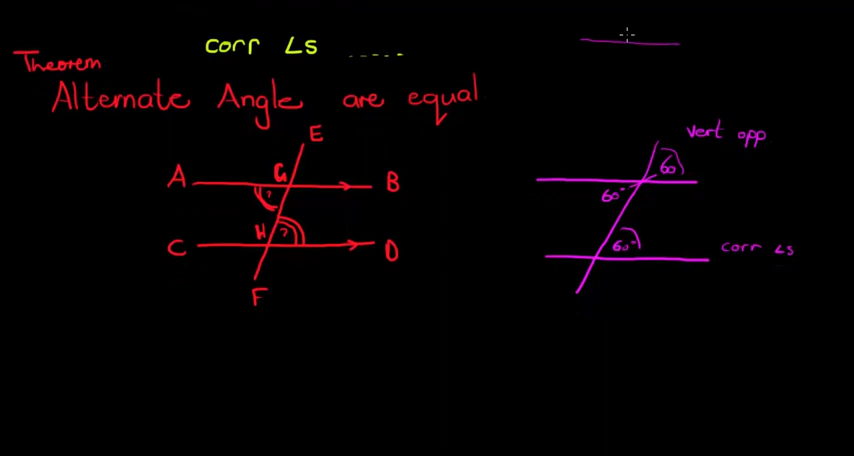 corr ∠s .....
Theorem
Alternate Angle are equal
E
A G B
?
H ?
C D
F
vert opp
60
60°
60°
corr ∠s